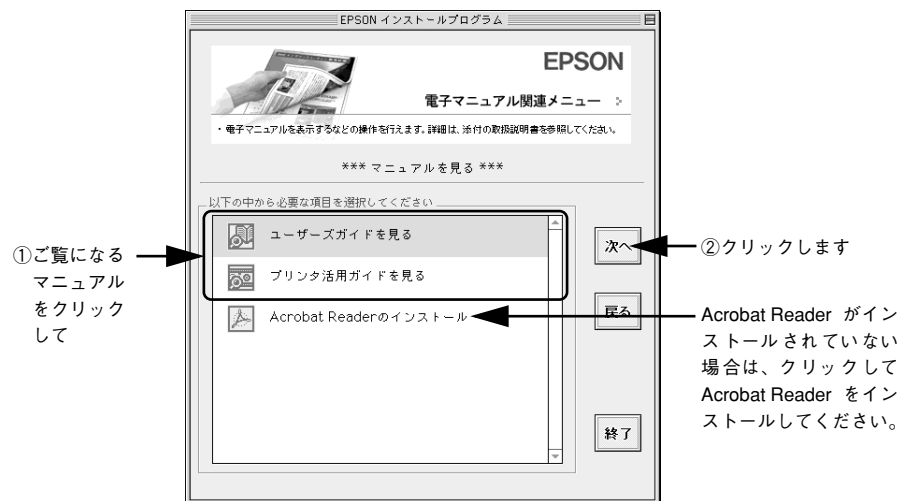 EPSON インストールプログラム
EPSON
電子マニュアル関連メニュー
・電子マニュアルを表示するなどの操作を行えます。詳細は、添付の取扱説明書を参照してください。
*** マニュアルを見る ***
以下の中から必要な項目を選択してください
ユーザーズガイドを見る
プリンタ活用ガイドを見る
Acrobat Readerのインストール
次へ
戻る
終了
①ご覧になる
マニュアル
をクリック
して
②クリックします
Acrobat Reader がイン
ストールされていない
場合は、クリックして
Acrobat Reader をイン
ストールしてください。